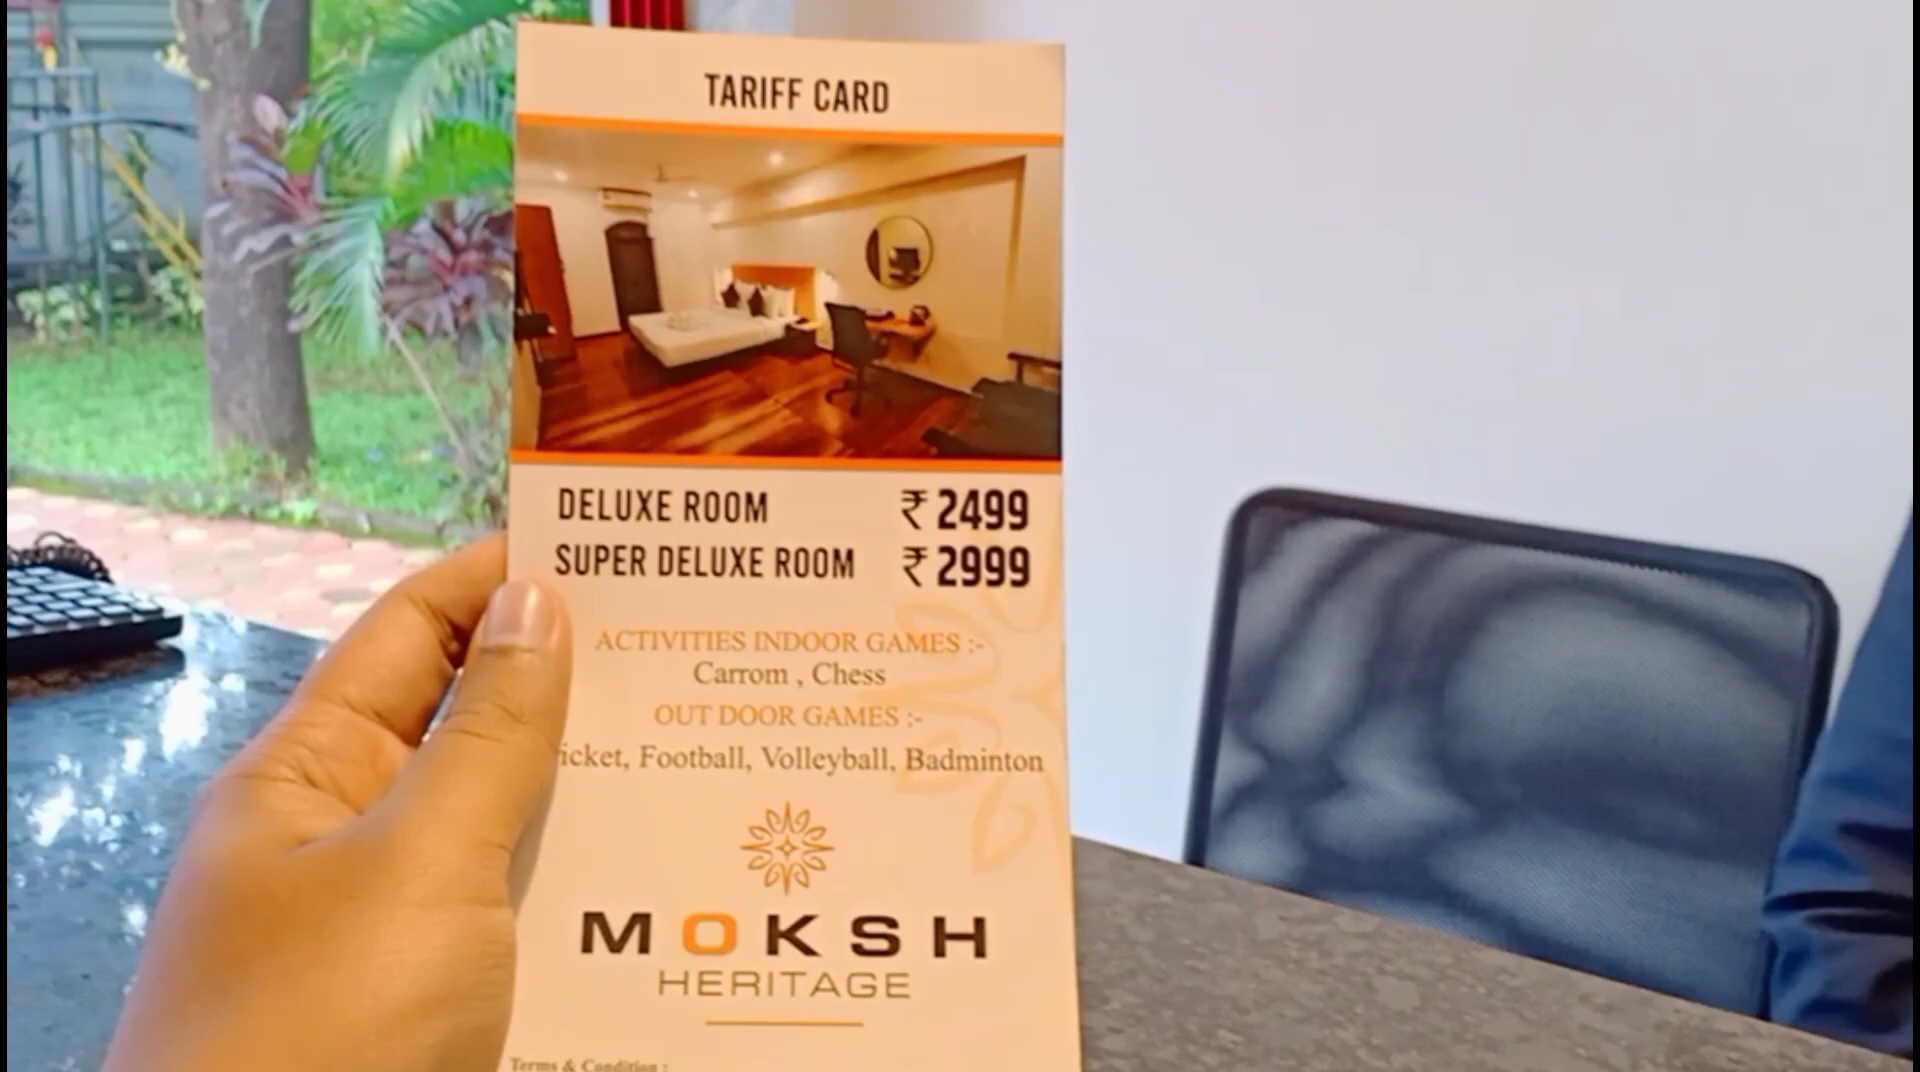 TARIFF CARD
DELUXE ROOM ₹ 2499
SUPER DELUXE ROOM ₹ 2999
ACTIVITIES INDOOR GAMES :-
Carrom , Chess
OUT DOOR GAMES :-
icket, Football, Volleyball, Badminton
MOKSH
HERITAGE
Terms & Condition :